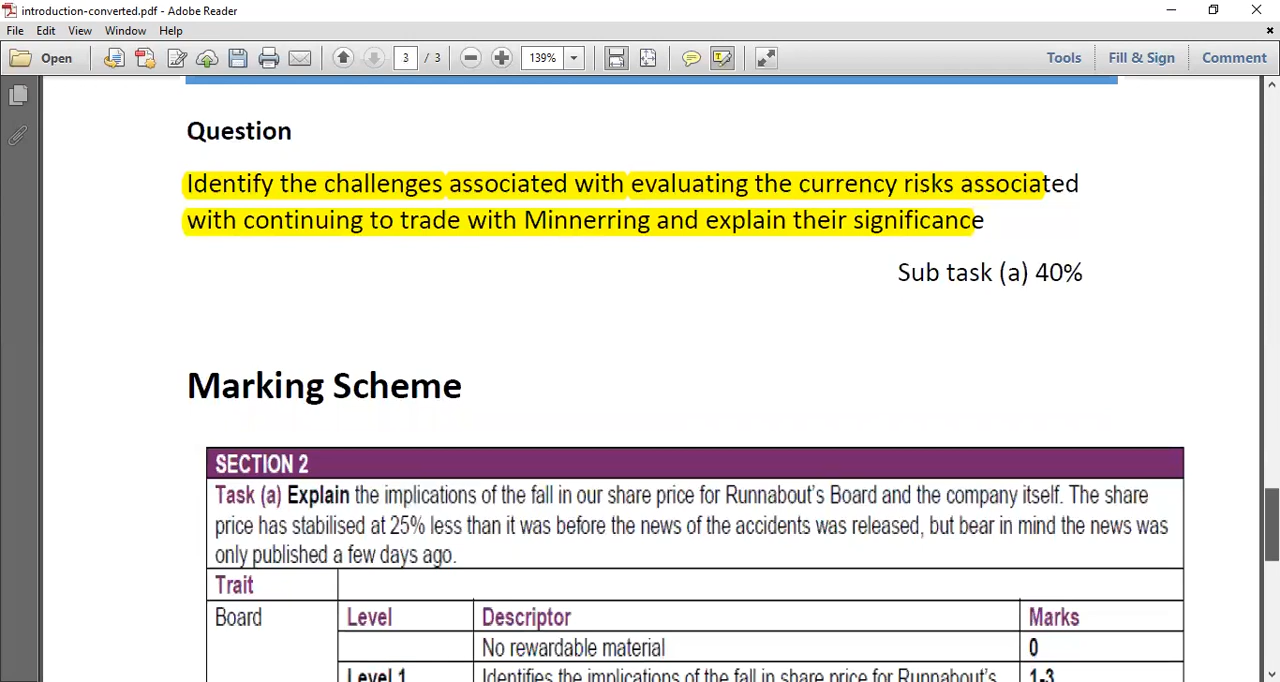 introduction-converted.pdf - Adobe Reader
File Edit View Window Help
Open 3 / 3 139% Tools Fill & Sign Comment
Question
Identify the challenges associated with evaluating the currency risks associated
with continuing to trade with Minnerring and explain their significance
Sub task (a) 40%
Marking Scheme
SECTION 2
Task (a) Explain the implications of the fall in our share price for Runnabout's Board and the company itself. The share
price has stabilised at 25% less than it was before the news of the accidents was released, but bear in mind the news was
only published a few days ago.
Trait
Board Level Descriptor Marks
No rewardable material 0
Level 1 Identifies the implications of the fall in share price for Runnabout's 1-3